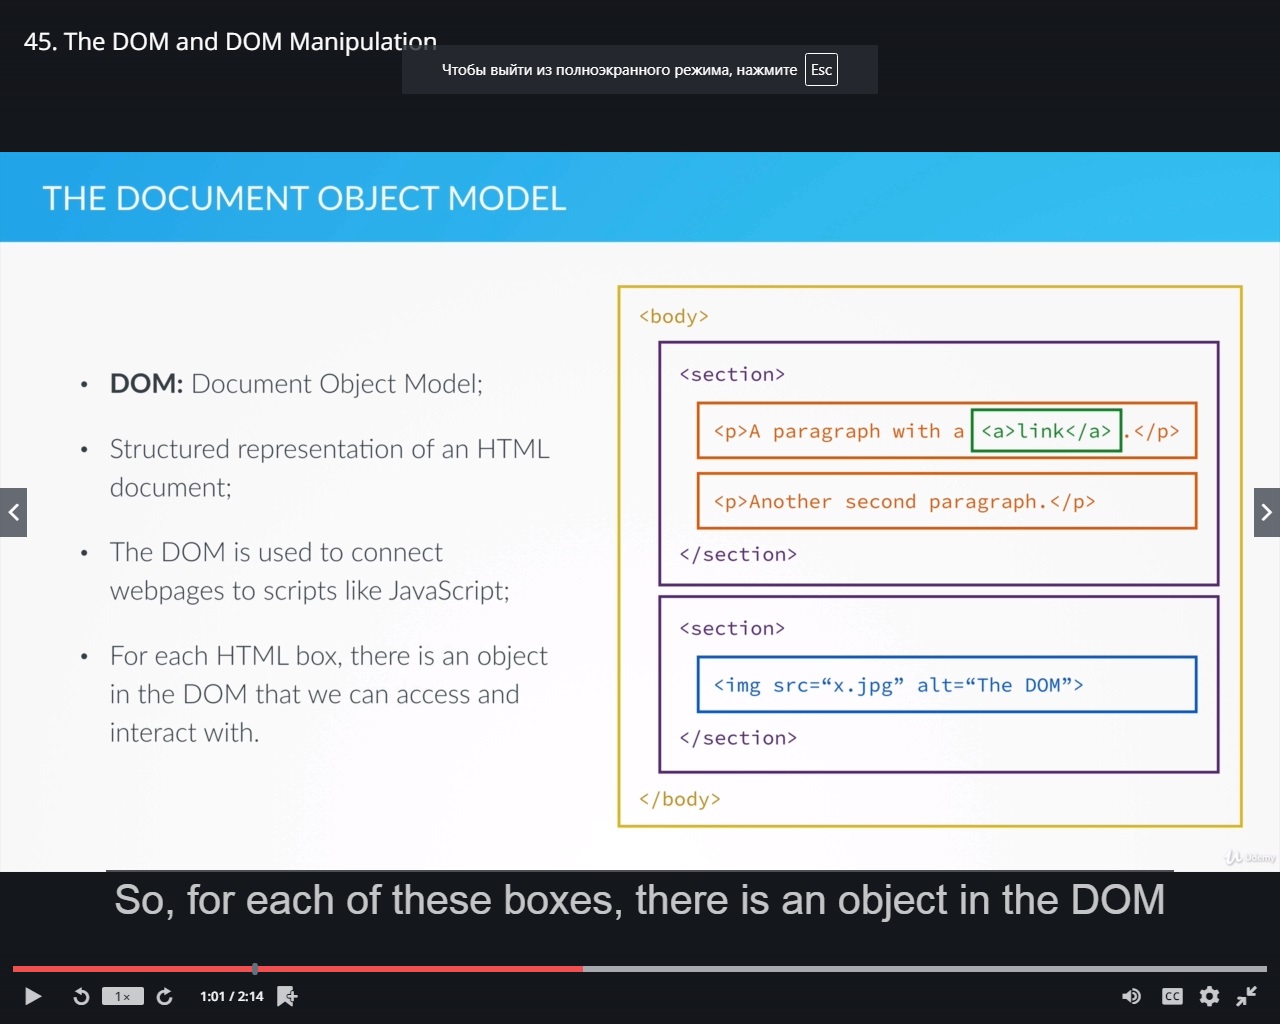 45. The DOM and DOM Manipulation
Чтобы выйти из полноэкранного режима, нажмите Esc
THE DOCUMENT OBJECT MODEL
• DOM: Document Object Model;
• Structured representation of an HTML
document;
• The DOM is used to connect
webpages to scripts like JavaScript;
• For each HTML box, there is an object
in the DOM that we can access and
interact with.
<body>
<section>
<p>A paragraph with a <a>link</a>.</p>
<p>Another second paragraph.</p>
</section>
<section>
<img src=“x.jpg” alt=“The DOM”>
</section>
</body>
Udemy
So, for each of these boxes, there is an object in the DOM
1x
1:01 / 2:14
CC